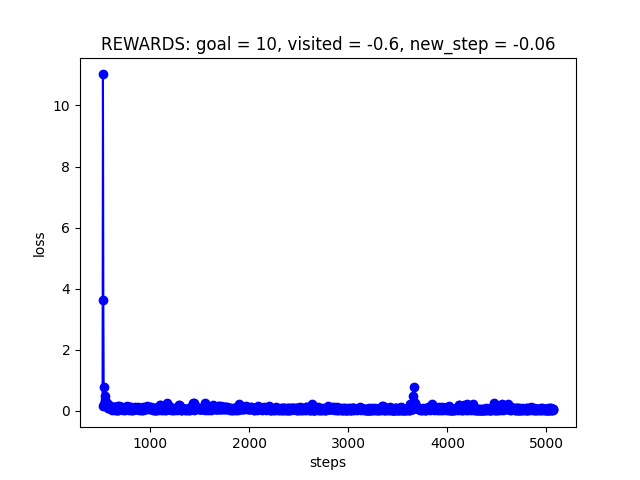 REWARDS: goal = 10, visited = -0.6, new_step = -0.06
10
8
6
4
2
0
loss
1000 2000 3000 4000 5000
steps